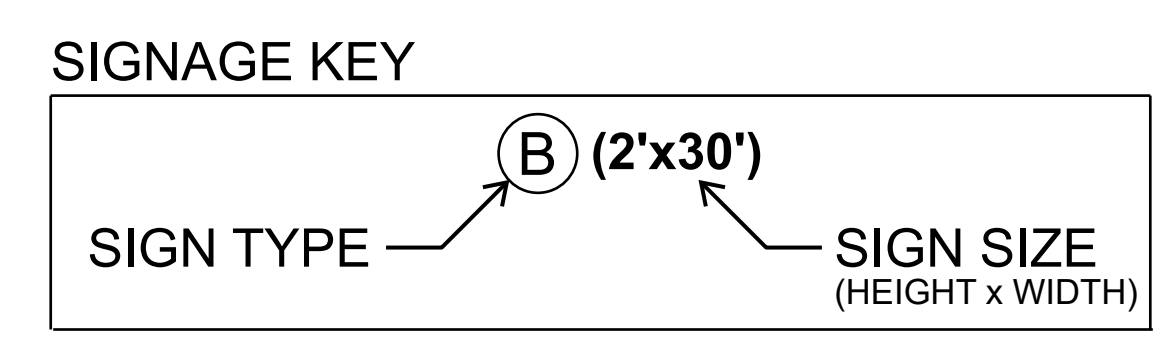 SIGNAGE KEY
B (2'x30')
SIGN TYPE
SIGN SIZE
(HEIGHT x WIDTH)